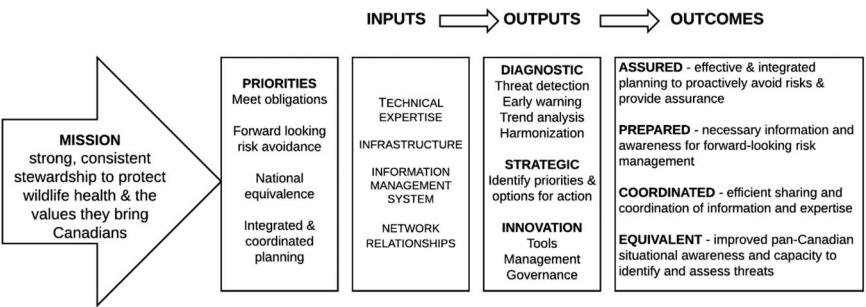 INPUTS OUTPUTS OUTCOMES
MISSION
strong, consistent
stewardship to protect
wildlife health & the
values they bring
Canadians
PRIORITIES
Meet obligations
Forward looking
risk avoidance
National
equivalence
Integrated &
coordinated
planning
TECHNICAL
EXPERTISE
INFRASTRUCTURE
INFORMATION
MANAGEMENT
SYSTEM
NETWORK
RELATIONSHIPS
DIAGNOSTIC
Threat detection
Early warning
Trend analysis
Harmonization
STRATEGIC
Identify priorities &
options for action
INNOVATION
Tools
Management
Governance
ASSURED - effective & integrated
planning to proactively avoid risks &
provide assurance
PREPARED - necessary information and
awareness for forward-looking risk
management
COORDINATED - efficient sharing and
coordination of information and expertise
EQUIVALENT - improved pan-Canadian
situational awareness and capacity to
identify and assess threats